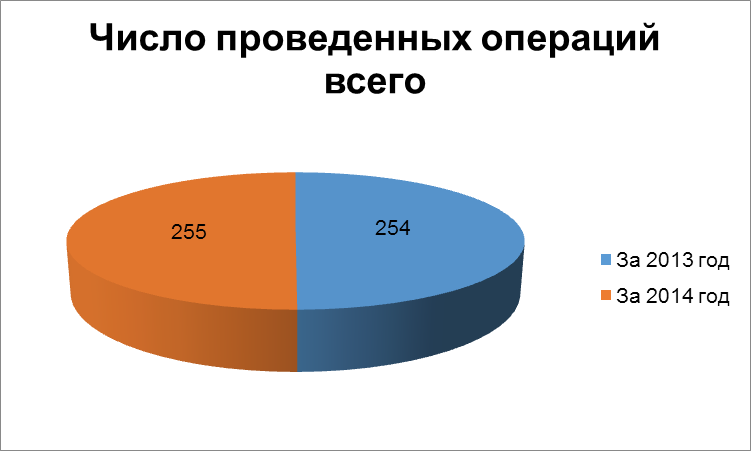 Число проведенных операций
всего
255
254
За 2013 год
За 2014 год